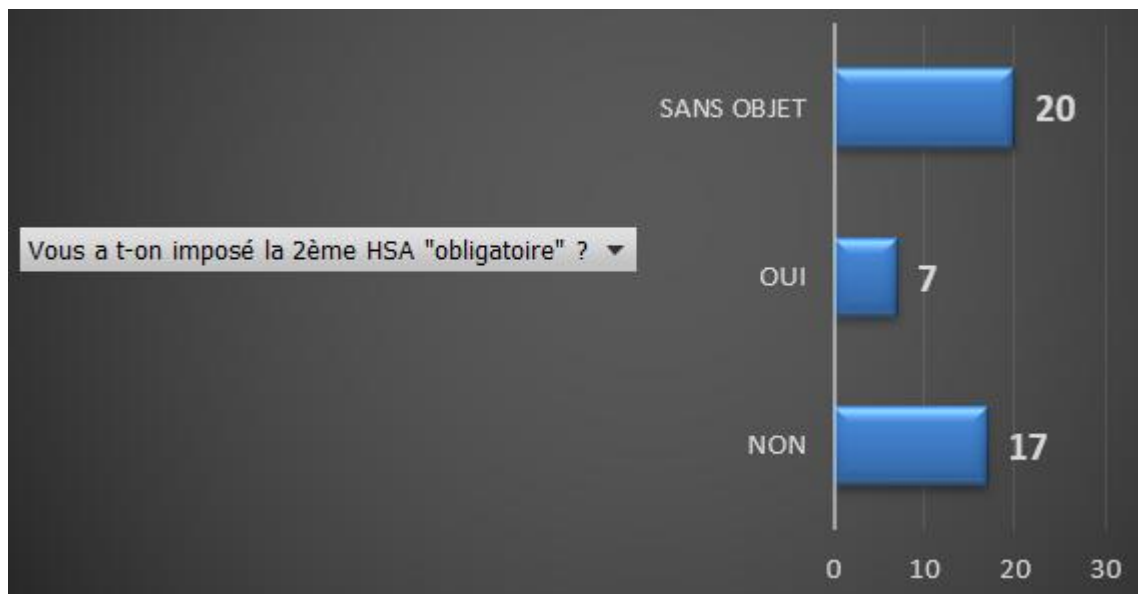 SANS OBJET 20
Vous a t-on imposé la 2ème HSA "obligatoire" ?
OUI 7
NON 17
0 10 20 30